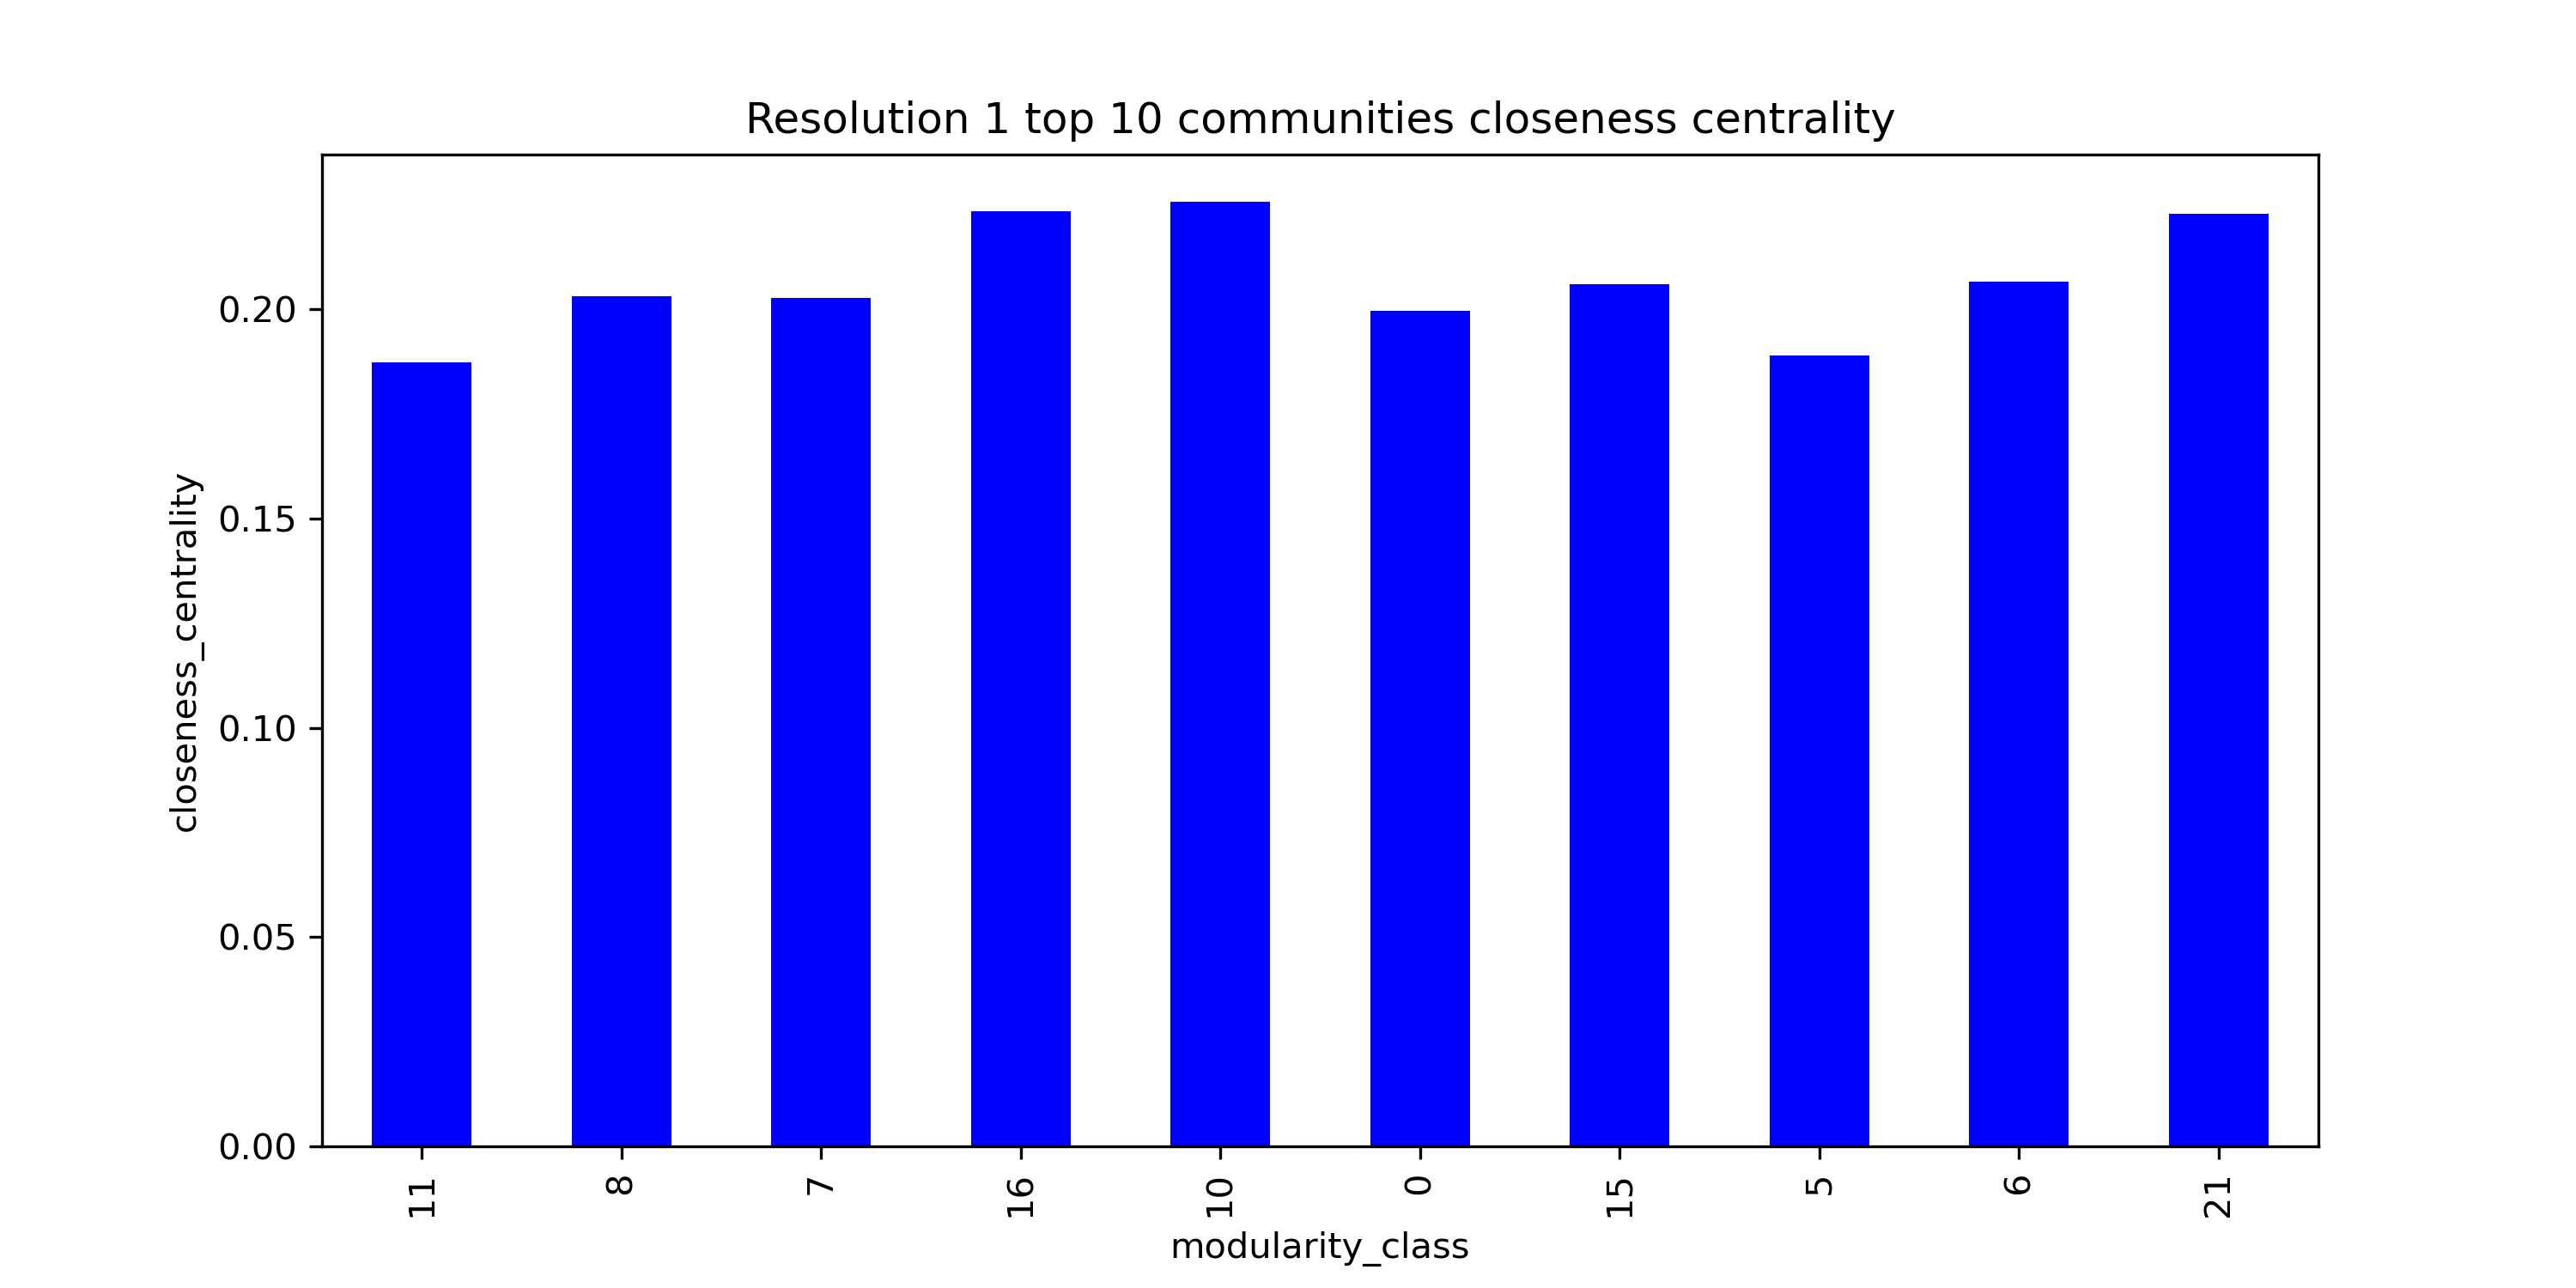 Resolution 1 top 10 communities closeness centrality
closeness_centrality
0.20
0.15
0.10
0.05
0.00
11 8 7 16 10 0 15 5 6 21
modularity_class